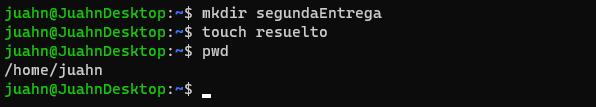 juahn@JuahnDesktop:~$ mkdir segundaEntrega
juahn@JuahnDesktop:~$ touch resuelto
juahn@JuahnDesktop:~$ pwd
/home/juahn
juahn@JuahnDesktop:~$ _